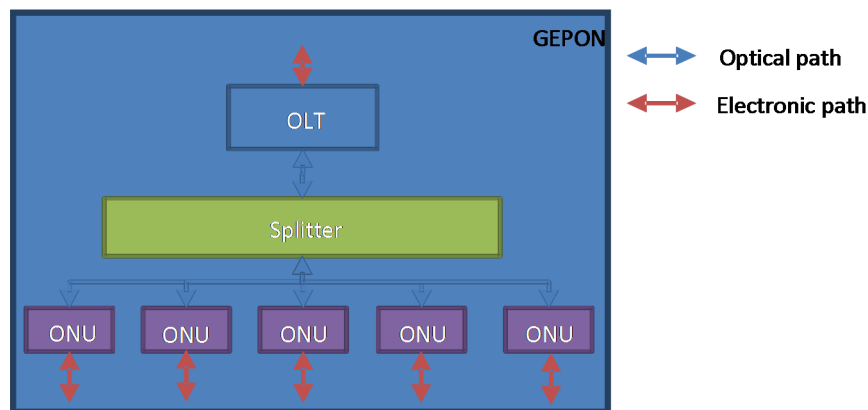 GEPON
Optical path
OLT
Electronic path
Splitter
ONU ONU ONU ONU ONU